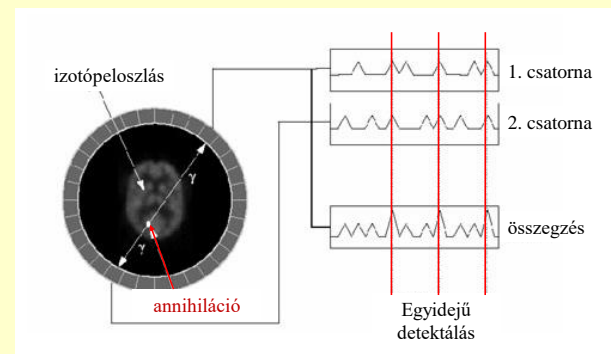 izotópeloszlás
1. csatorna
2. csatorna
γ
γ
összegzés
annihiláció
Egyidejű
detektálás